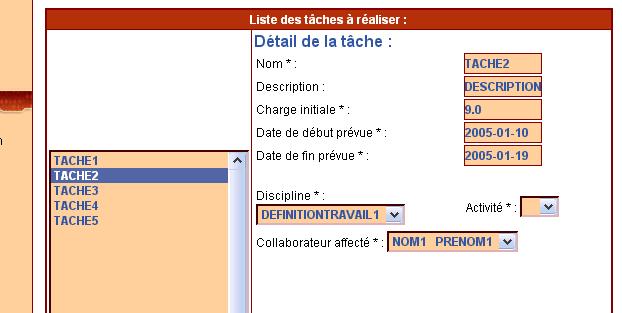 Liste des tâches à réaliser :
Détail de la tâche :
Nom * : TACHE2
Description : DESCRIPTION
Charge initiale * : 9.0
Date de début prévue * : 2005-01-10
Date de fin prévue * : 2005-01-19
TACHE1
TACHE2
TACHE3
TACHE4
TACHE5
Discipline * :
DEFINITIONTRAVAIL1
Activité * :
Collaborateur affecté * : NOM1 PRENOM1